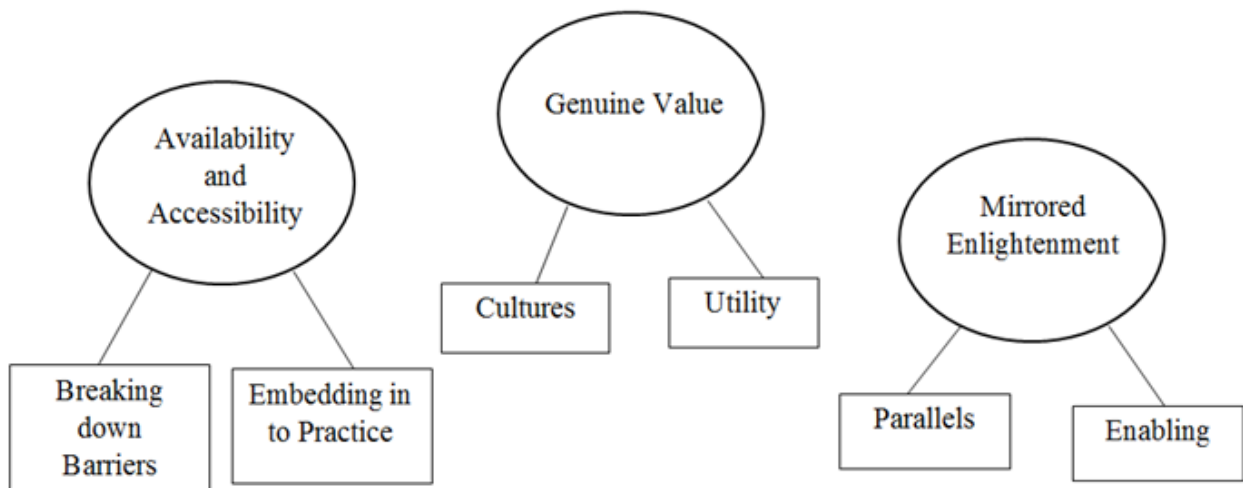 Availability
and
Accessibility
Breaking
down
Barriers
Embedding in
to Practice
Genuine Value
Cultures
Utility
Mirrored
Enlightenment
Parallels
Enabling